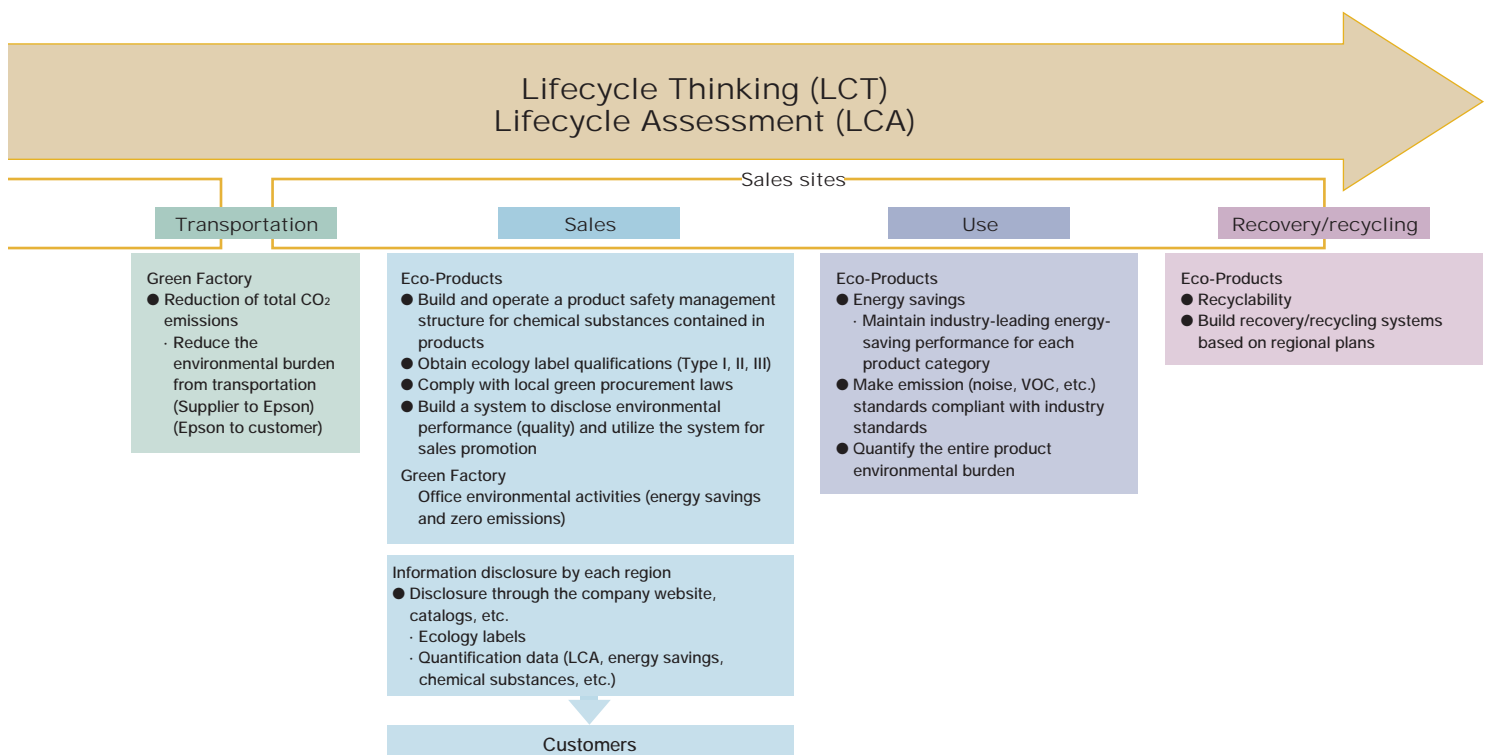 Lifecycle Thinking (LCT)
Lifecycle Assessment (LCA)
Sales sites
Transportation
Green Factory
● Reduction of total CO₂
emissions
· Reduce the
environmental burden
from transportation
(Supplier to Epson)
(Epson to customer)
Sales
Eco-Products
● Build and operate a product safety management
structure for chemical substances contained in
products
● Obtain ecology label qualifications (Type I, II, III)
● Comply with local green procurement laws
● Build a system to disclose environmental
performance (quality) and utilize the system for
sales promotion
Green Factory
Office environmental activities (energy savings
and zero emissions)
Information disclosure by each region
● Disclosure through the company website,
catalogs, etc.
· Ecology labels
· Quantification data (LCA, energy savings,
chemical substances, etc.)
Customers
Use
Eco-Products
● Energy savings
· Maintain industry-leading energy-
saving performance for each
product category
● Make emission (noise, VOC, etc.)
standards compliant with industry
standards
● Quantify the entire product
environmental burden
Recovery/recycling
Eco-Products
● Recyclability
● Build recovery/recycling systems
based on regional plans